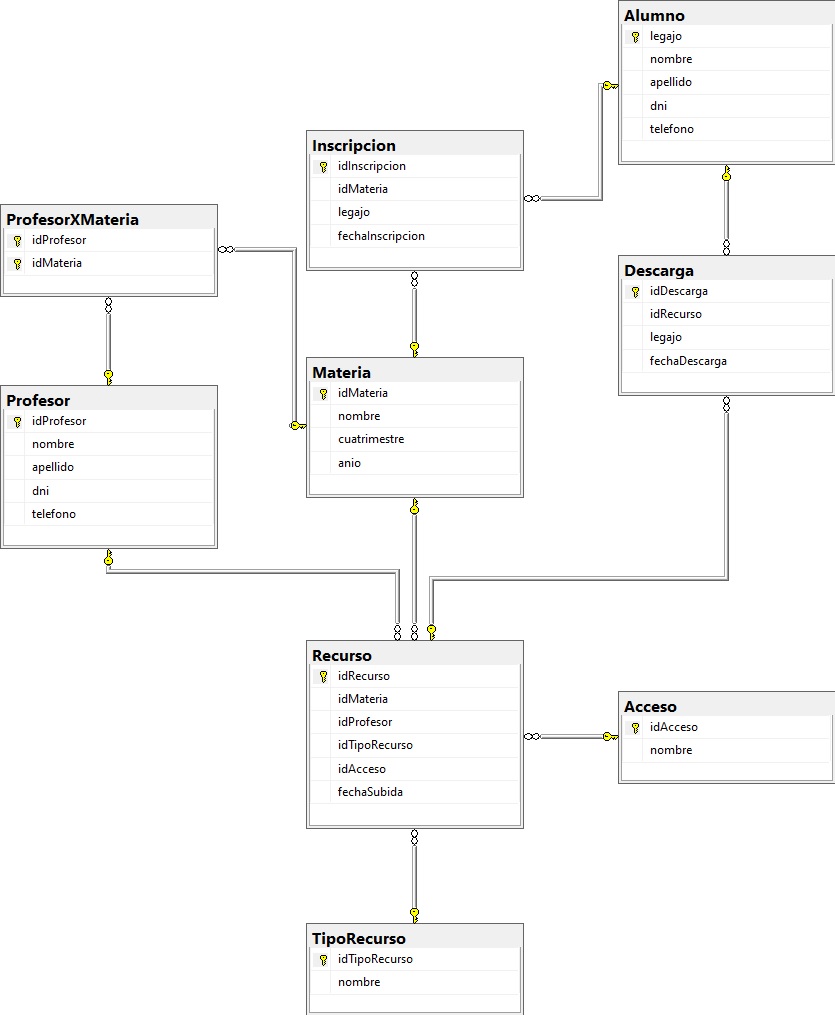 Alumno
legajo
nombre
apellido
dni
telefono
Inscripcion
idInscripcion
idMateria
legajo
fechaInscripcion
ProfesorXMateria
idProfesor
idMateria
Descarga
idDescarga
idRecurso
legajo
fechaDescarga
Materia
idMateria
nombre
cuatrimestre
anio
Profesor
idProfesor
nombre
apellido
dni
telefono
Recurso
idRecurso
idMateria
idProfesor
idTipoRecurso
idAcceso
fechaSubida
Acceso
idAcceso
nombre
TipoRecurso
idTipoRecurso
nombre